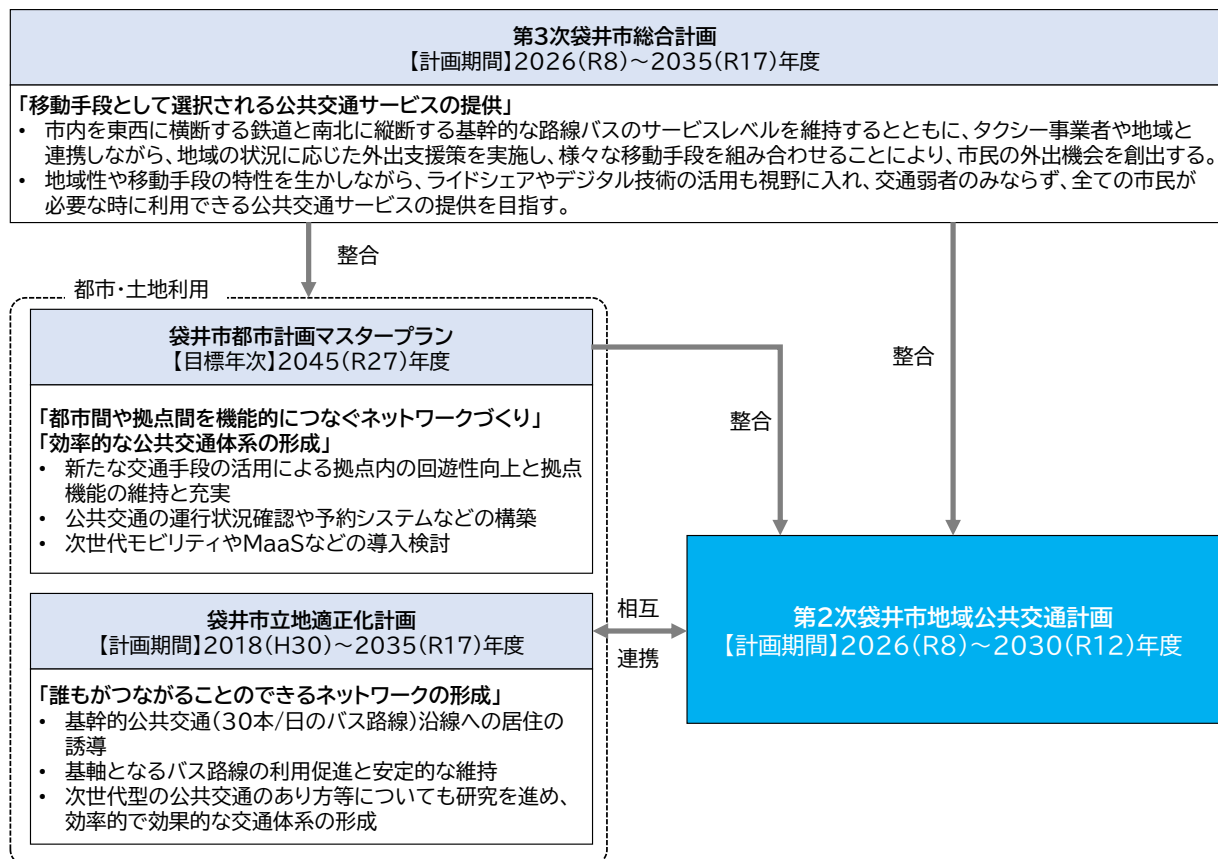 第3次袋井市総合計画
【計画期間】2026(R8)～2035(R17)年度
「移動手段として選択される公共交通サービスの提供」
• 市内を東西に横断する鉄道と南北に縦断する基幹的な路線バスのサービスレベルを維持するとともに、タクシー事業者や地域と
連携しながら、地域の状況に応じた外出支援策を実施し、様々な移動手段を組み合わせることにより、市民の外出機会を創出する。
• 地域性や移動手段の特性を生かしながら、ライドシェアやデジタル技術の活用も視野に入れ、交通弱者のみならず、全ての市民が
必要な時に利用できる公共交通サービスの提供を目指す。
整合
都市・土地利用
袋井市都市計画マスタープラン
【目標年次】2045(R27)年度
「都市間や拠点間を機能的につなぐネットワークづくり」
「効率的な公共交通体系の形成」
• 新たな交通手段の活用による拠点内の回遊性向上と拠点
機能の維持と充実
• 公共交通の運行状況確認や予約システムなどの構築
• 次世代モビリティやMaaSなどの導入検討
整合
整合
袋井市立地適正化計画
【計画期間】2018(H30)～2035(R17)年度
「誰もがつながることのできるネットワークの形成」
• 基幹的公共交通(30本/日のバス路線)沿線への居住の
誘導
• 基軸となるバス路線の利用促進と安定的な維持
• 次世代型の公共交通のあり方等についても研究を進め、
効率的で効果的な交通体系の形成
相互
連携
第2次袋井市地域公共交通計画
【計画期間】2026(R8)～2030(R12)年度